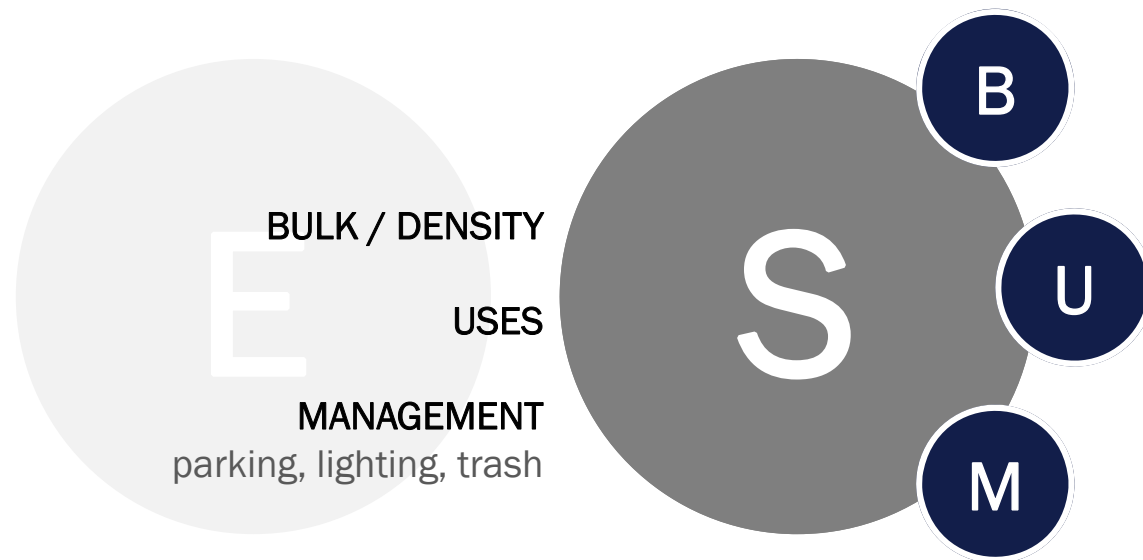 E
BULK / DENSITY
USES
MANAGEMENT
parking, lighting, trash
S
B
U
M